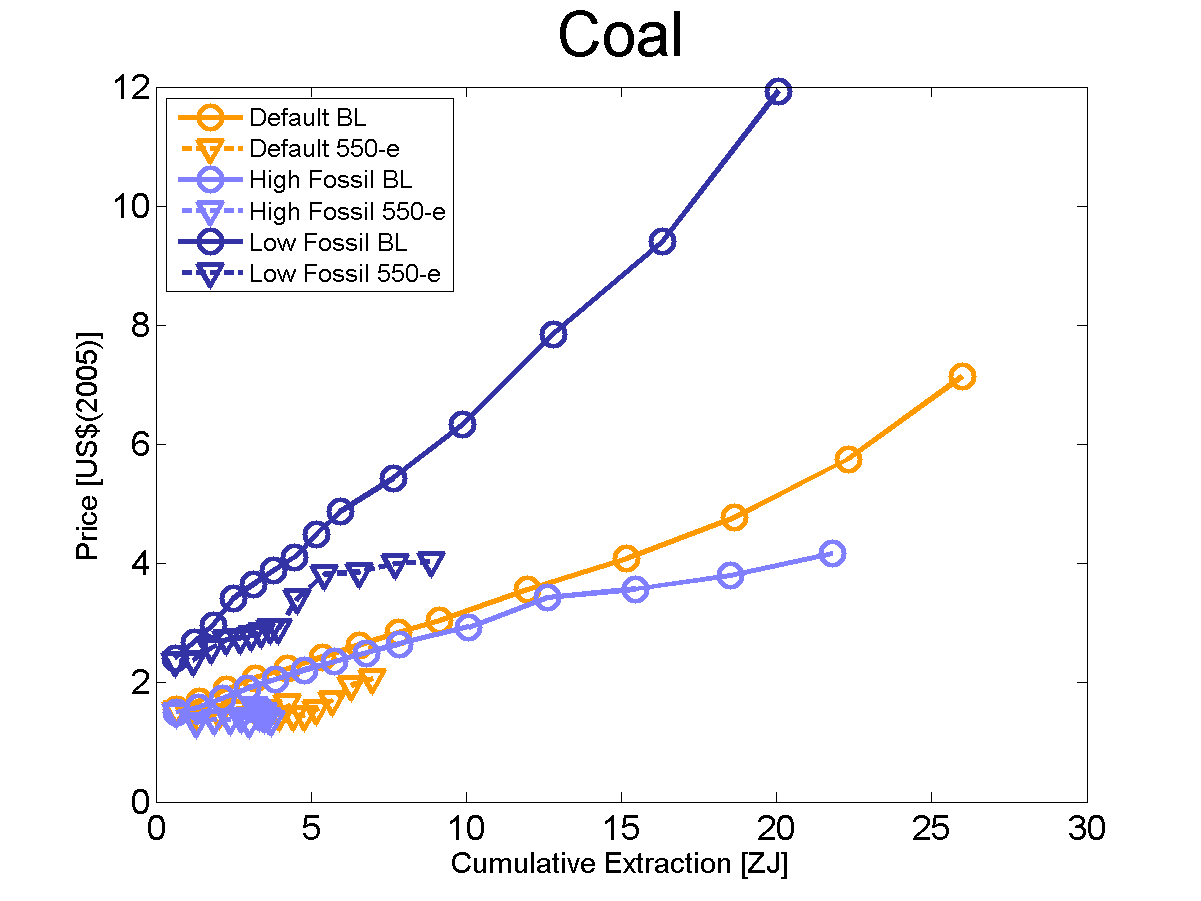 Coal
12
10
8
6
4
2
0
Default BL
Default 550-e
High Fossil BL
High Fossil 550-e
Low Fossil BL
Low Fossil 550-e
Price [US$(2005)]
0 5 10 15 20 25 30
Cumulative Extraction [ZJ]